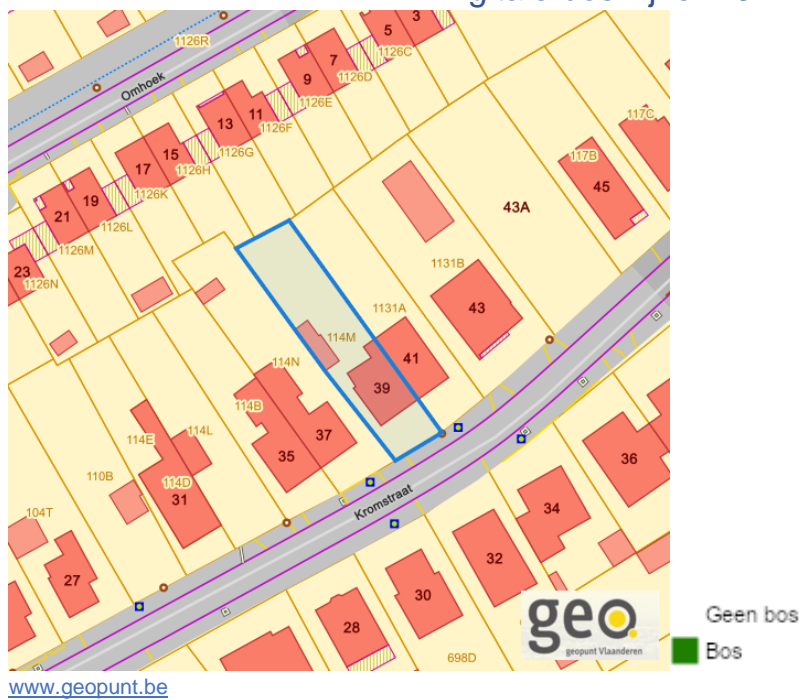 1126R
5
3
1126C
7
1126D
9
Omhoek
1126E
11
13
1126F
117C
1126G
15
117B
17
1126H
45
1126K
43A
19
21
1126L
1126M
23
1131B
1126N
1131A
43
114M
41
114N
39
114B
37
114E
114L
35
36
110B
114D
31
Kromstraat
34
104T
32
27
30
geo.
geopunt Vlaanderen
28
698D
Geen bos
Bos
www.geopunt.be